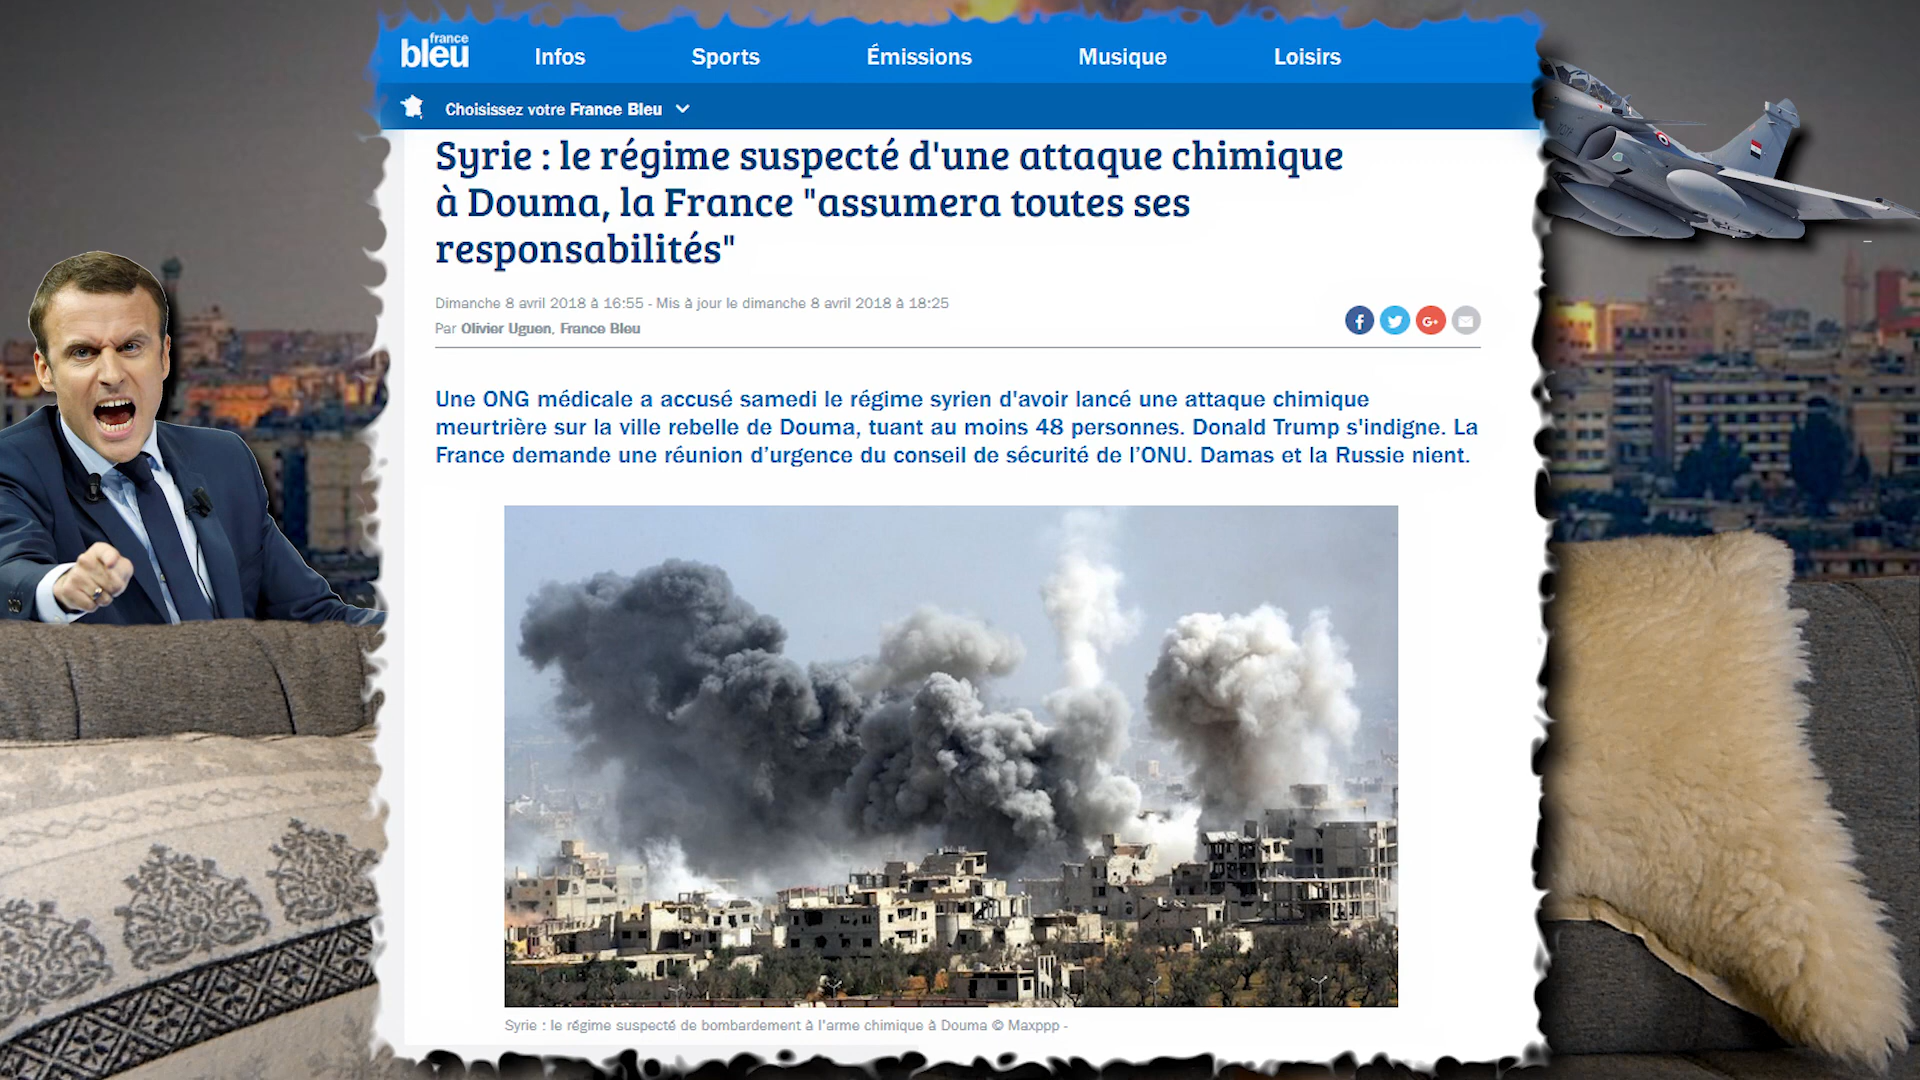 france
bleu
Infos
Sports
Émissions
Musique
Loisirs
Choisissez votre France Bleu
Syrie : le régime suspecté d'une attaque chimique
à Douma, la France "assumera toutes ses
responsabilités"
Dimanche 8 avril 2018 à 16:55 - Mis à jour le dimanche 8 avril 2018 à 18:25
Par Olivier Uguen, France Bleu
Une ONG médicale a accusé samedi le régime syrien d'avoir lancé une attaque chimique
meurtrière sur la ville rebelle de Douma, tuant au moins 48 personnes. Donald Trump s'indigne. La
France demande une réunion d’urgence du conseil de sécurité de l’ONU. Damas et la Russie nient.
Syrie : le régime suspecté de bombardement à l'arme chimique à Douma © Maxppp -